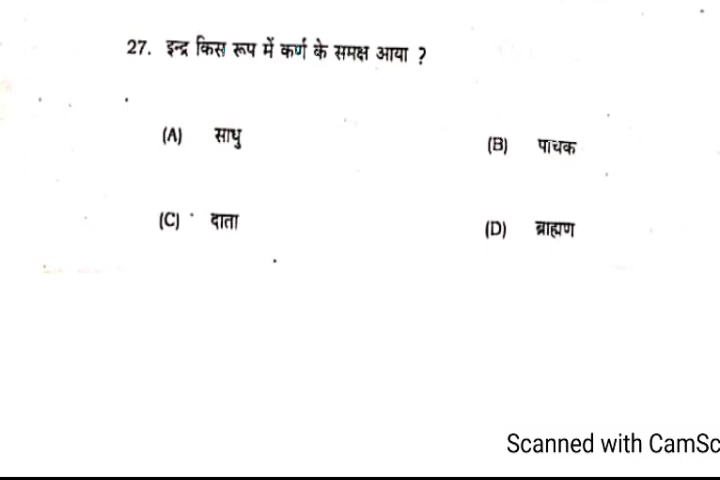 27. इन्द्र किस रूप में कर्ण के समक्ष आया ?
(A) साधु
(B) पाचक
(C) दाता
(D) ब्राह्मण
Scanned with CamSc